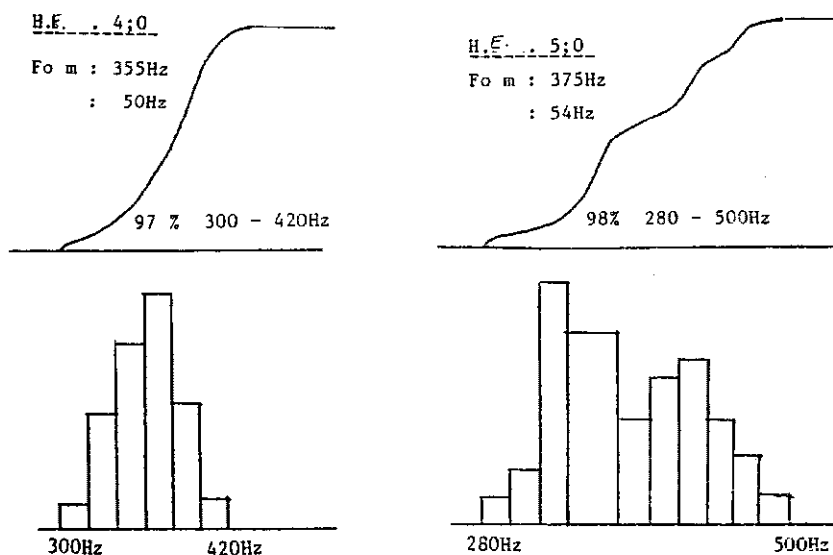 H.E. . 4;0
Fo m : 355Hz
: 50Hz
97 % 300 - 420Hz
300Hz 420Hz
H.E. . 5;0
Fo m : 375Hz
: 54Hz
98% 280 - 500Hz
280Hz 500Hz